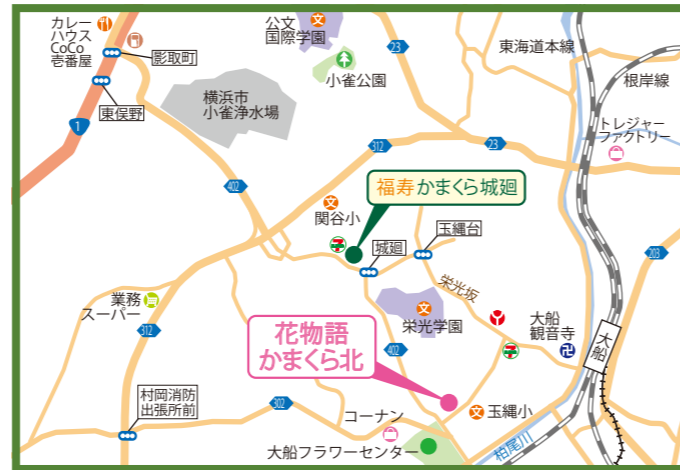 カレー
ハウス
CoCo
壱番屋
影取町
東俣野
1
横浜市
小雀浄水場
公文
国際学園
文
小雀公園
23
東海道本線
根岸線
トレジャー
ファクトリー
312
23
402
福寿かまくら城廻
文
関谷小
7
城廻
玉縄台
203
栄光坂
業務
スーパー
312
文
栄光学園
大船
観音寺
卍
大船
花物語
かまくら北
402
7
村岡消防
出張所前
302
コーナン
文
玉縄小
大船フラワーセンター
柏尾川